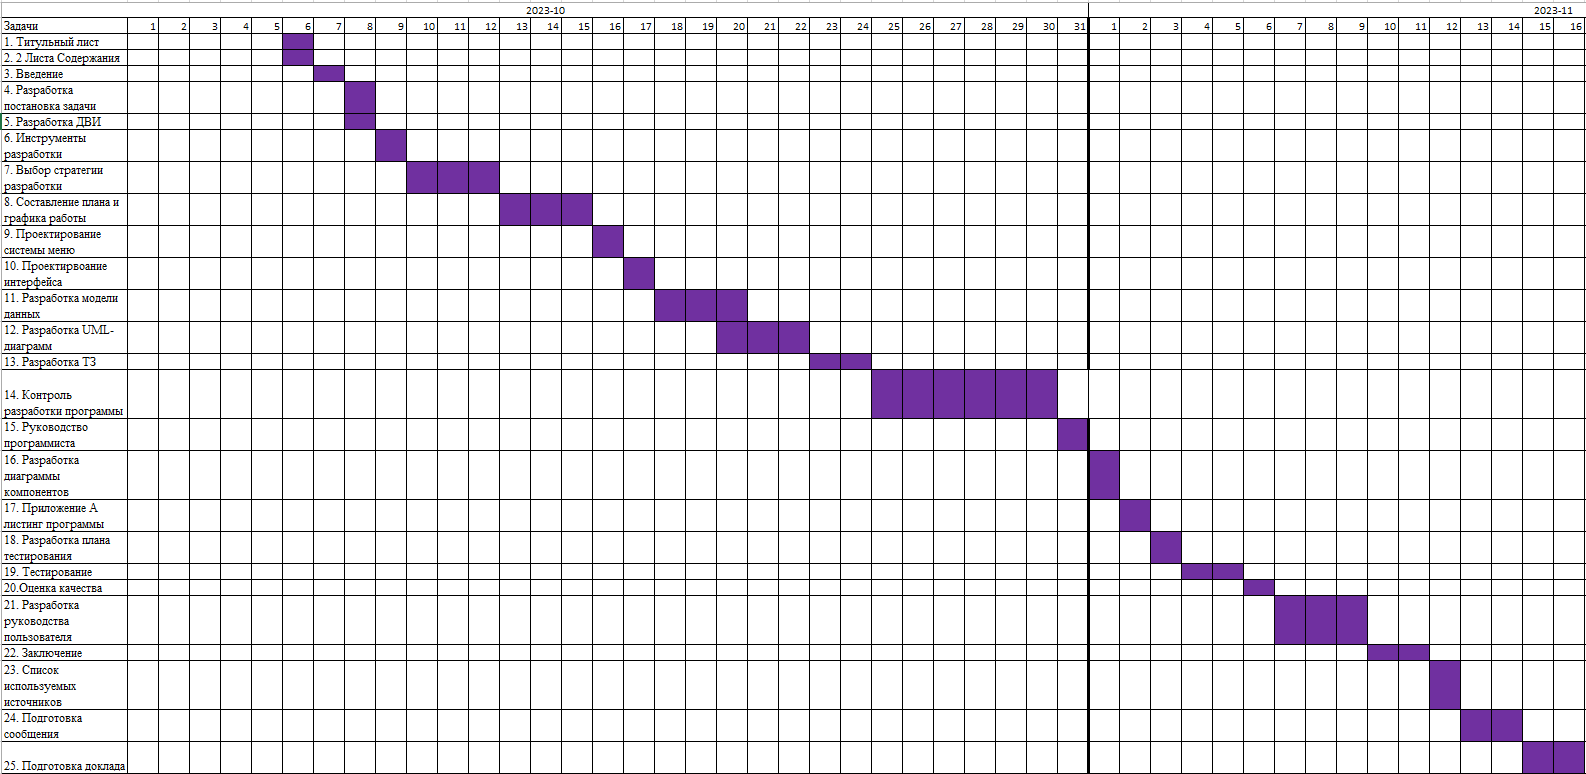 2023-10 2023-11
Задачи 1 2 3 4 5 6 7 8 9 10 11 12 13 14 15 16 17 18 19 20 21 22 23 24 25 26 27 28 29 30 31 1 2 3 4 5 6 7 8 9 10 11 12 13 14 15 16
1. Титульный лист
2. 2 Листа Содержания
3. Введение
4. Разработка
постановка задачи
5. Разработка ДВИ
6. Инструменты
разработки
7. Выбор стратегии
разработки
8. Составление плана и
графика работы
9. Проектирование
системы меню
10. Проектирвоание
интерфейса
11. Разработка модели
данных
12. Разработка UML-
диаграмм
13. Разработка ТЗ
14. Контроль
разработки программы
15. Руководство
программиста
16. Разработка
диаграммы
компонентов
17. Приложение А
листинг программы
18. Разработка плана
тестирования
19. Тестирование
20.Оценка качества
21. Разработка
руководства
пользователя
22. Заключение
23. Список
используемых
источников
24. Подготовка
сообщения
25. Подготовка доклада